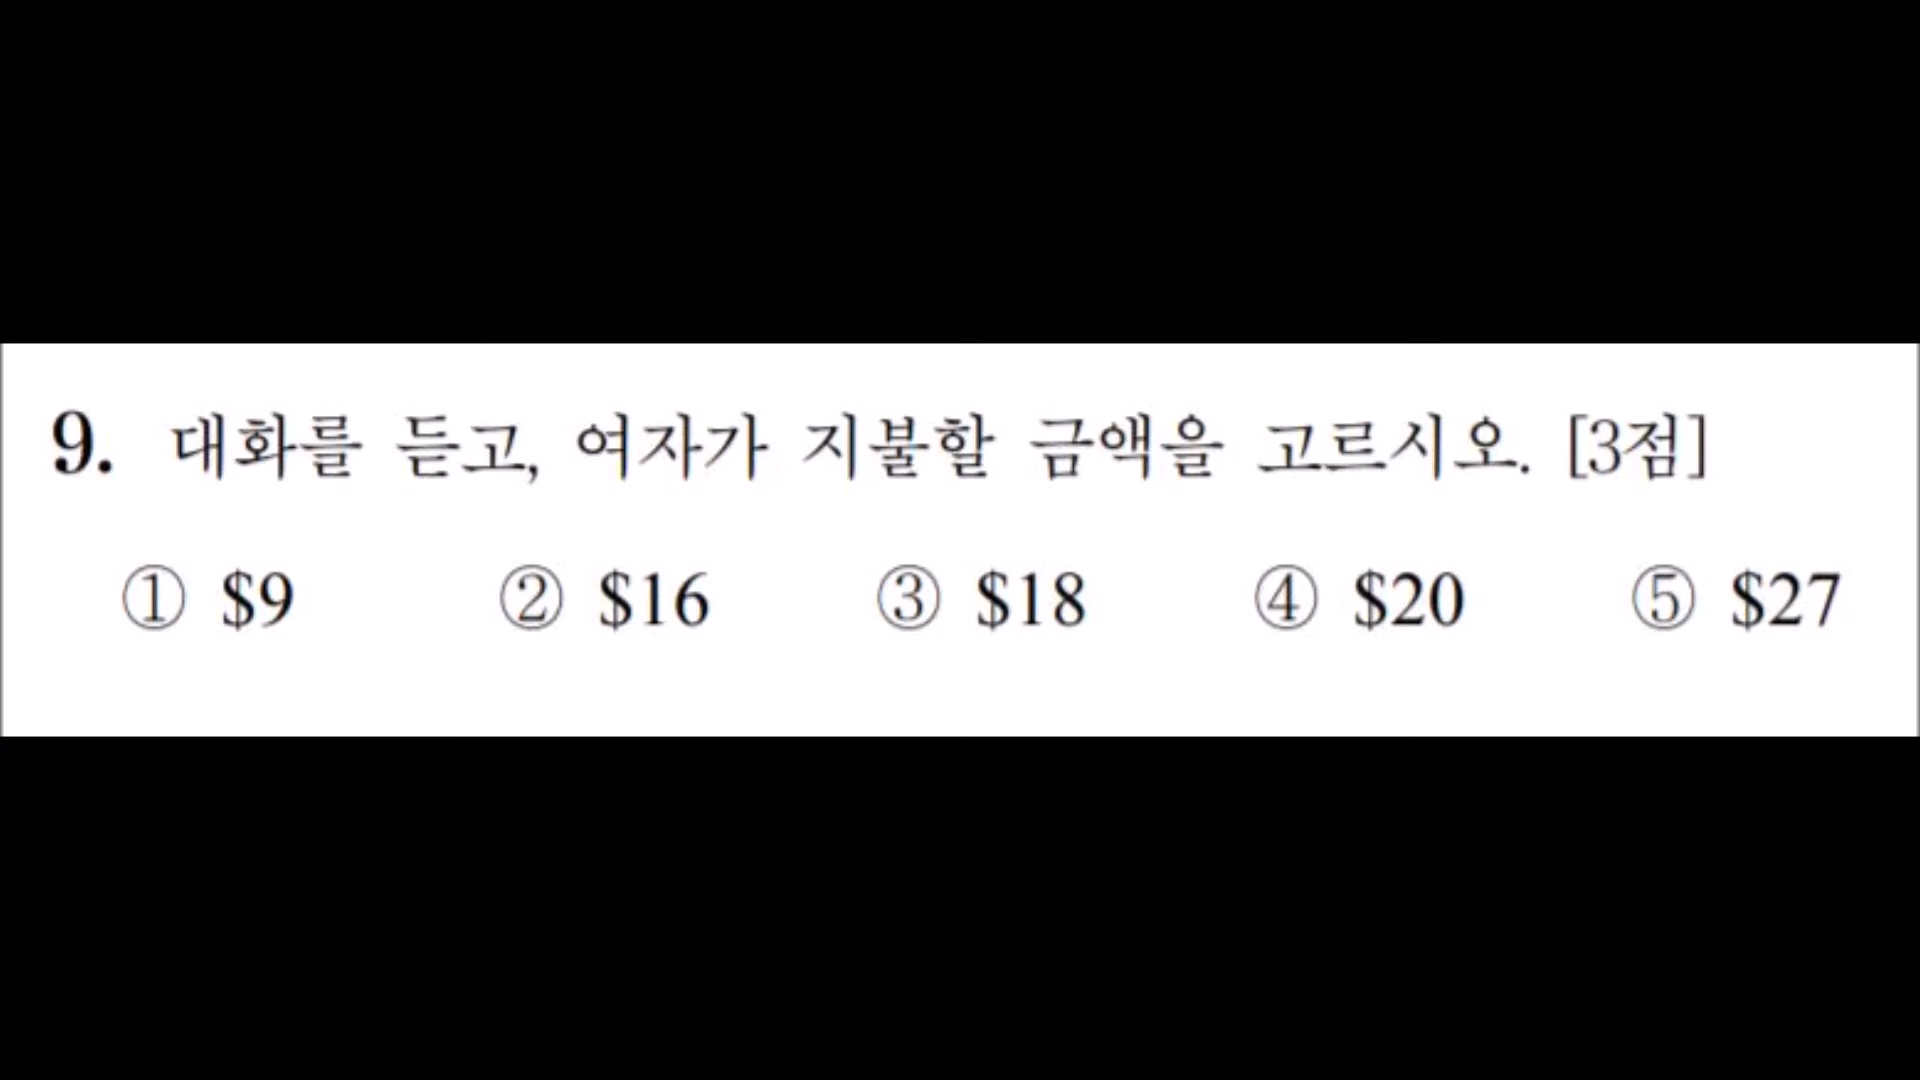 9. 대화를 듣고, 여자가 지불할 금액을 고르시오. [3점]
① $9 ② $16 ③ $18 ④ $20 ⑤ $27